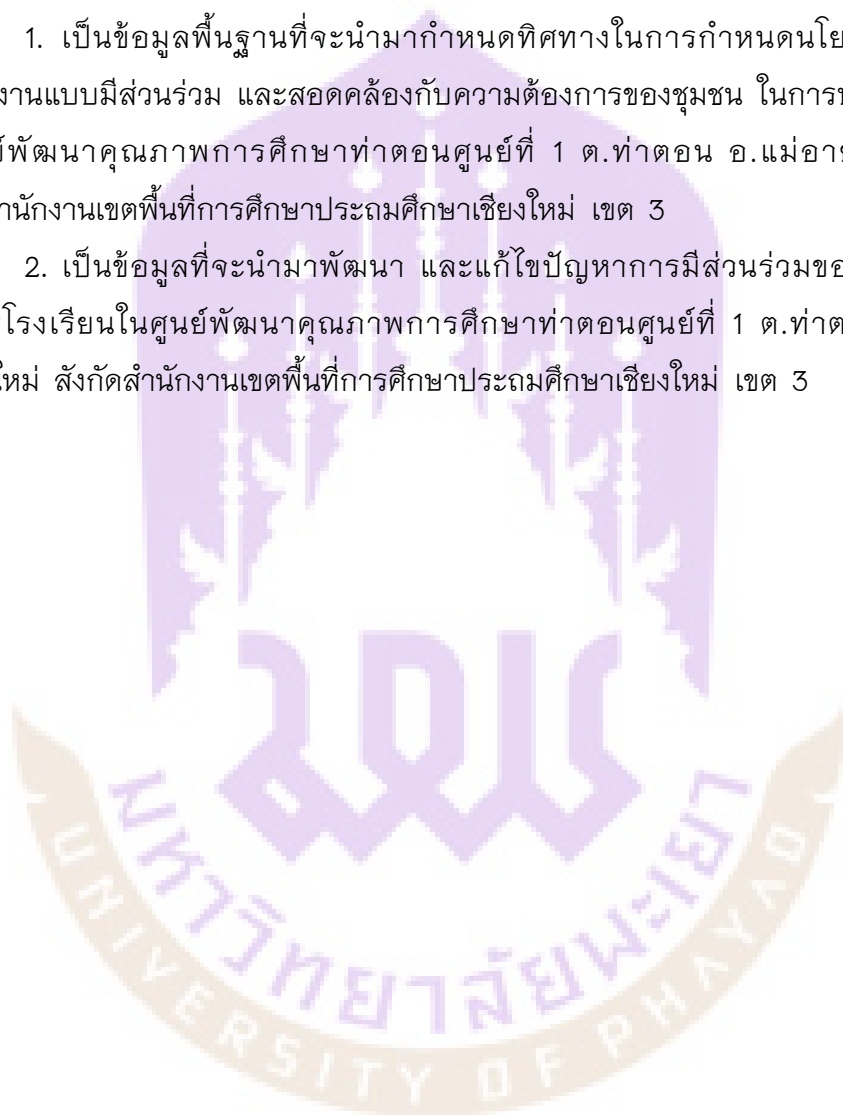 1. เป็นข้อมูลพื้นฐานที่จะนำมากำหนดทิศทางในการกำหนดนโย
งานแบบมีส่วนร่วม และสอดคล้องกับความต้องการของชุมชน ในการ
พัฒนาคุณภาพการศึกษาท่าตอนศูนย์ที่ 1 ต.ท่าตอน อ.แม่อาย
สำนักงานเขตพื้นที่การศึกษาประถมศึกษาเชียงใหม่ เขต 3
2. เป็นข้อมูลที่จะนำมาพัฒนา และแก้ไขปัญหาการมีส่วนร่วมขอ
โรงเรียนในศูนย์พัฒนาคุณภาพการศึกษาท่าตอนศูนย์ที่ 1 ต.ท่าต
ใหม่ สังกัดสำนักงานเขตพื้นที่การศึกษาประถมศึกษาเชียงใหม่ เขต 3
มหาวิทยาลัยพะเยา
UNIVERSITY OF PHAYAO